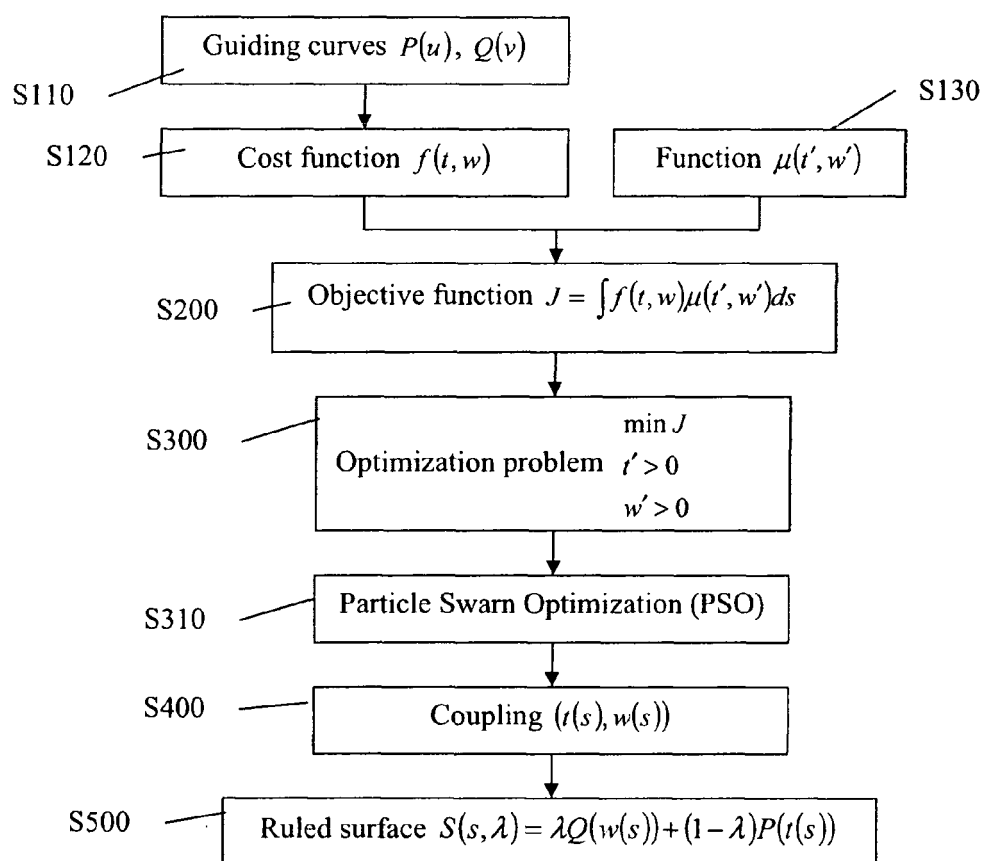 Guiding curves P(u), Q(v)
S110
S130
S120
Cost function f(t, w)
Function μ(t′, w′)
S200
Objective function J = ∫f(t, w)μ(t′, w′)ds
S300
min J
Optimization problem t′ > 0
w′ > 0
S310
Particle Swarn Optimization (PSO)
S400
Coupling (t(s), w(s))
S500
Ruled surface S(s, λ) = λQ(w(s)) + (1 − λ)P(t(s))